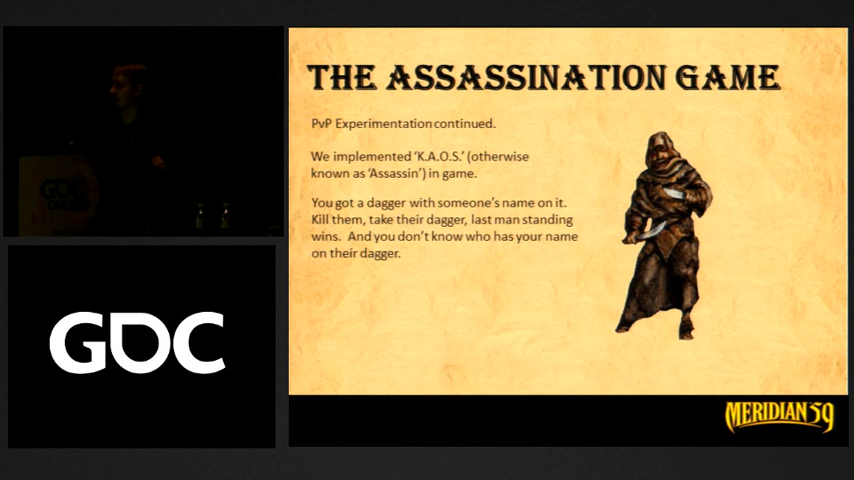 THE ASSASSINATION GAME
PvP Experimentation continued.
We implemented 'K.A.O.S.' (otherwise
known as 'Assassin') in game.
You got a dagger with someone's name on it.
Kill them, take their dagger, last man standing
wins. And you don't know who has your name
on their dagger.
GDC
ONLINE
GDC
MERIDIAN 59